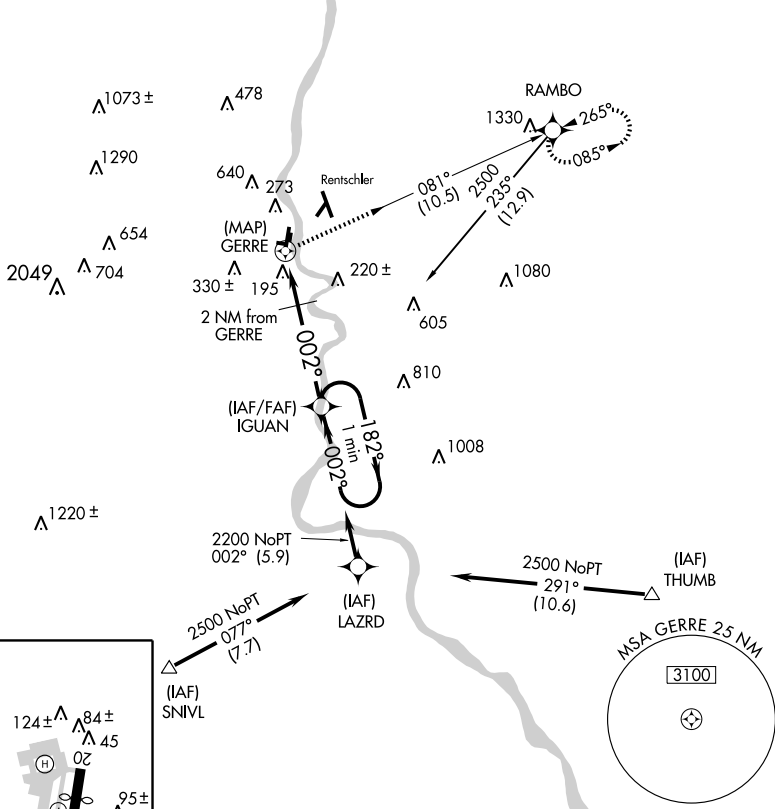 RAMBO
1073 ±
478
1330
265°
085°
1290
640
273
Rentschler
081°
(10.5)
2500
235°
(12.9)
(MAP)
GERRE
654
704
2049
330 ±
195
220 ±
1080
605
2 NM from
GERRE
002°
810
(IAF/FAF)
IGUAN
182°
1 min
002°
1008
1220 ±
2200 NoPT
002° (5.9)
(IAF)
LAZRD
2500 NoPT
291°
(10.6)
(IAF)
THUMB
2500 NoPT
077°
(7.7)
(IAF)
SNIVL
MSA GERRE 25 NM
3100
124 ±
84 ±
45
20
H
95 ±